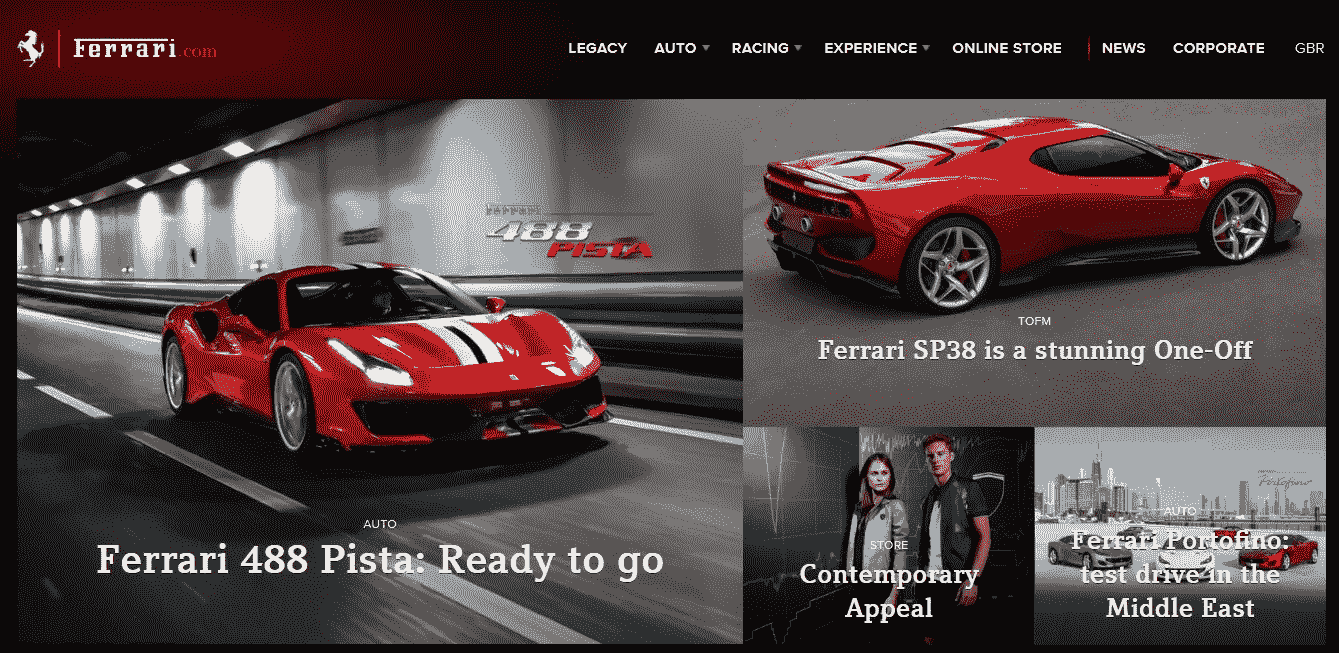 Ferrari.com
LEGACY AUTO RACING EXPERIENCE ONLINE STORE NEWS CORPORATE GBR
488
PISTA
AUTO
Ferrari 488 Pista: Ready to go
TOFM
Ferrari SP38 is a stunning One-Off
STORE
Contemporary
Appeal
Portofino
AUTO
Ferrari Portofino:
test drive in the
Middle East